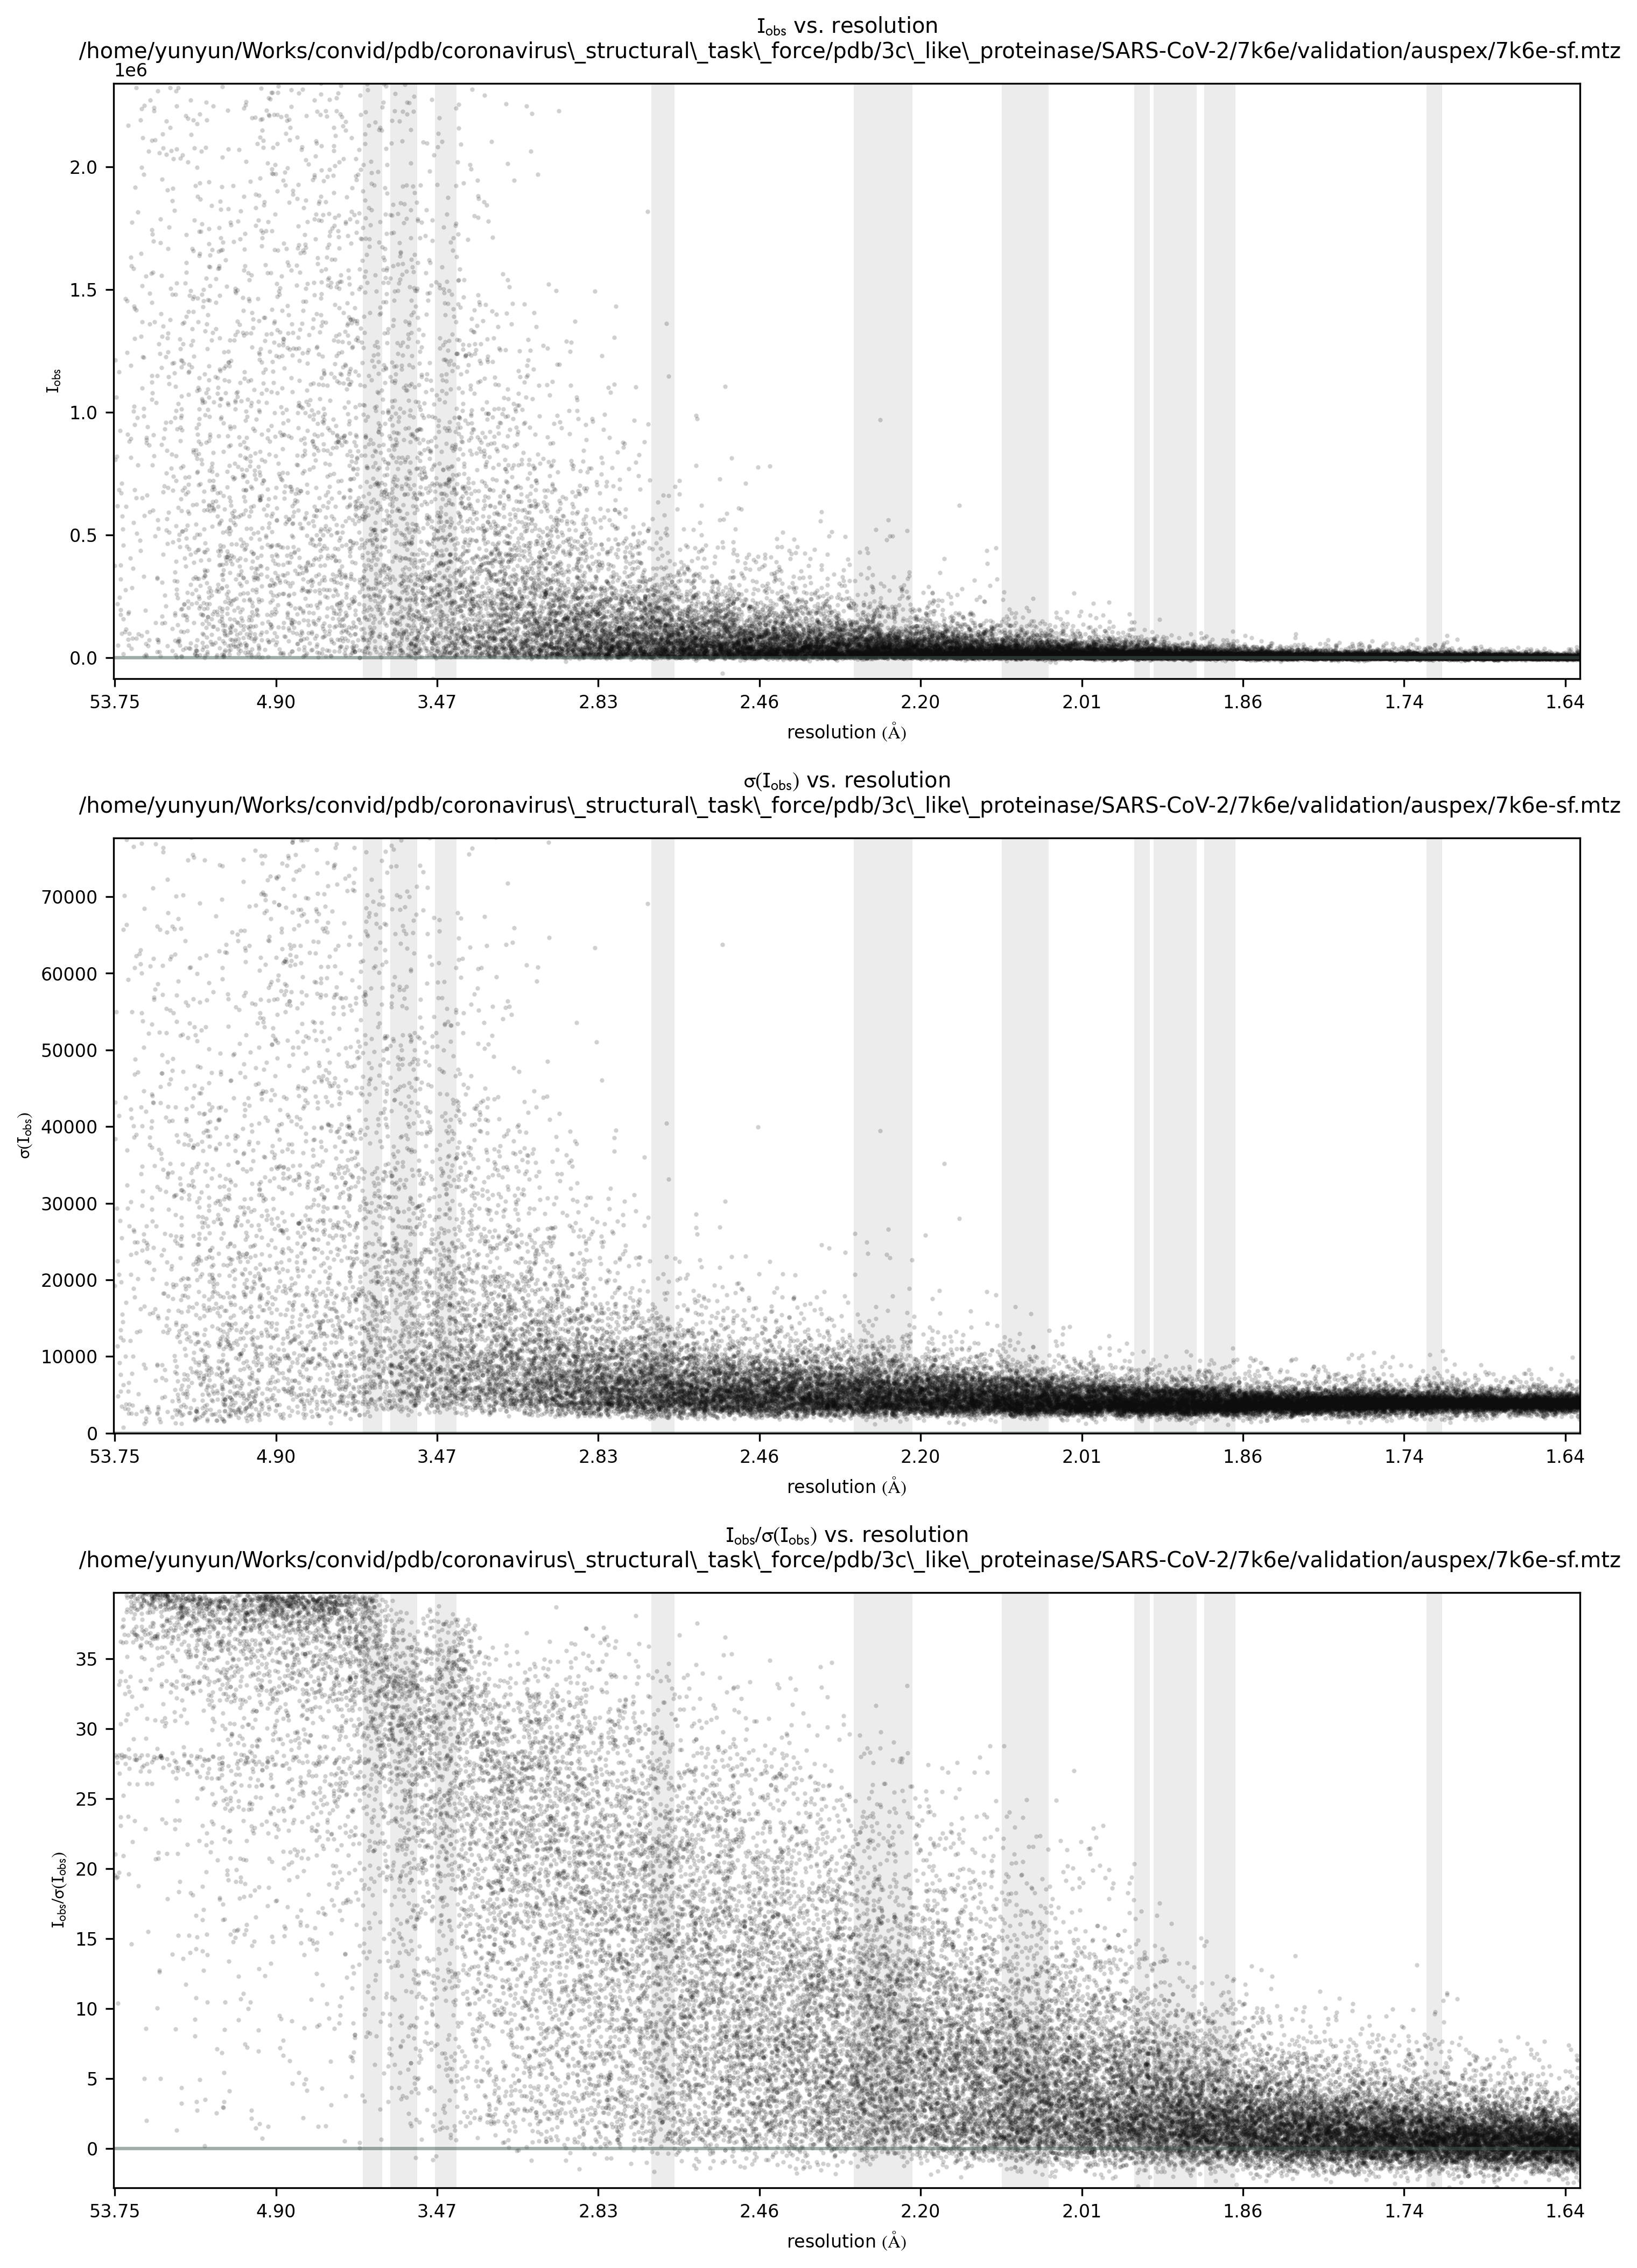 Iobs vs. resolution
/home/yunyun/Works/convid/pdb/coronavirus\_structural\_task\_force/pdb/3c\_like\_proteinase/SARS-CoV-2/7k6e/validation/auspex/7k6e-sf.mtz
1e6
2.0
1.5
1.0
0.5
0.0
Iobs
53.75 4.90 3.47 2.83 2.46 2.20 2.01 1.86 1.74 1.64
resolution (Å)
σ(Iobs) vs. resolution
/home/yunyun/Works/convid/pdb/coronavirus\_structural\_task\_force/pdb/3c\_like\_proteinase/SARS-CoV-2/7k6e/validation/auspex/7k6e-sf.mtz
70000
60000
50000
40000
30000
20000
10000
0
σ(Iobs)
53.75 4.90 3.47 2.83 2.46 2.20 2.01 1.86 1.74 1.64
resolution (Å)
Iobs/σ(Iobs) vs. resolution
/home/yunyun/Works/convid/pdb/coronavirus\_structural\_task\_force/pdb/3c\_like\_proteinase/SARS-CoV-2/7k6e/validation/auspex/7k6e-sf.mtz
35
30
25
20
15
10
5
0
Iobs/σ(Iobs)
53.75 4.90 3.47 2.83 2.46 2.20 2.01 1.86 1.74 1.64
resolution (Å)